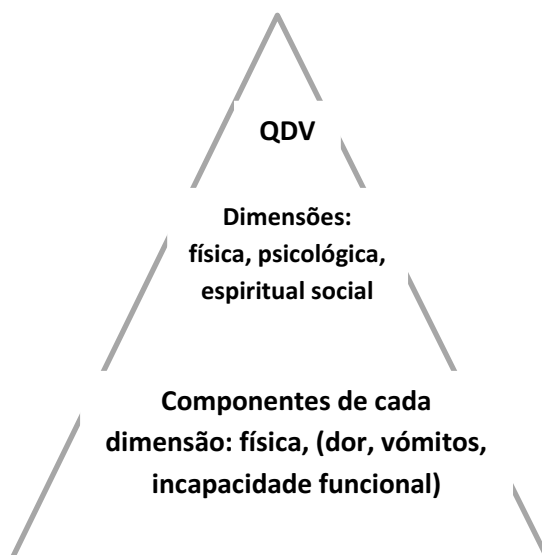 QDV
Dimensões:
física, psicológica,
espiritual social
Componentes de cada
dimensão: física, (dor, vómitos,
incapacidade funcional)